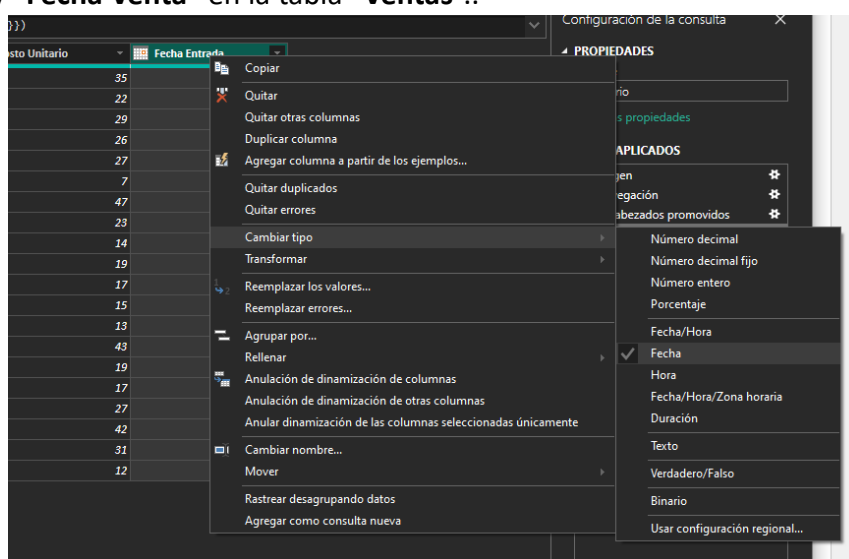 "Fecha Venta" en la tabla "Ventas"..
}})
Configuración de la consulta
osto Unitario
Fecha Entrada
PROPIEDADES
35
22
29
26
27
7
47
23
14
19
17
15
13
43
19
17
27
42
31
12
Copiar
Quitar
Quitar otras columnas
Duplicar columna
Agregar columna a partir de los ejemplos...
Quitar duplicados
Quitar errores
Cambiar tipo
Transformar
Reemplazar los valores...
Reemplazar errores...
Agrupar por...
Rellenar
Anulación de dinamización de columnas
Anulación de dinamización de otras columnas
Anular dinamización de las columnas seleccionadas únicamente
Cambiar nombre...
Mover
Rastrear desagrupando datos
Agregar como consulta nueva
rio
s propiedades
APLICADOS
gen
egación
abezados promovidos
Número decimal
Número decimal fijo
Número entero
Porcentaje
Fecha/Hora
Fecha
Hora
Fecha/Hora/Zona horaria
Duración
Texto
Verdadero/Falso
Binario
Usar configuración regional...